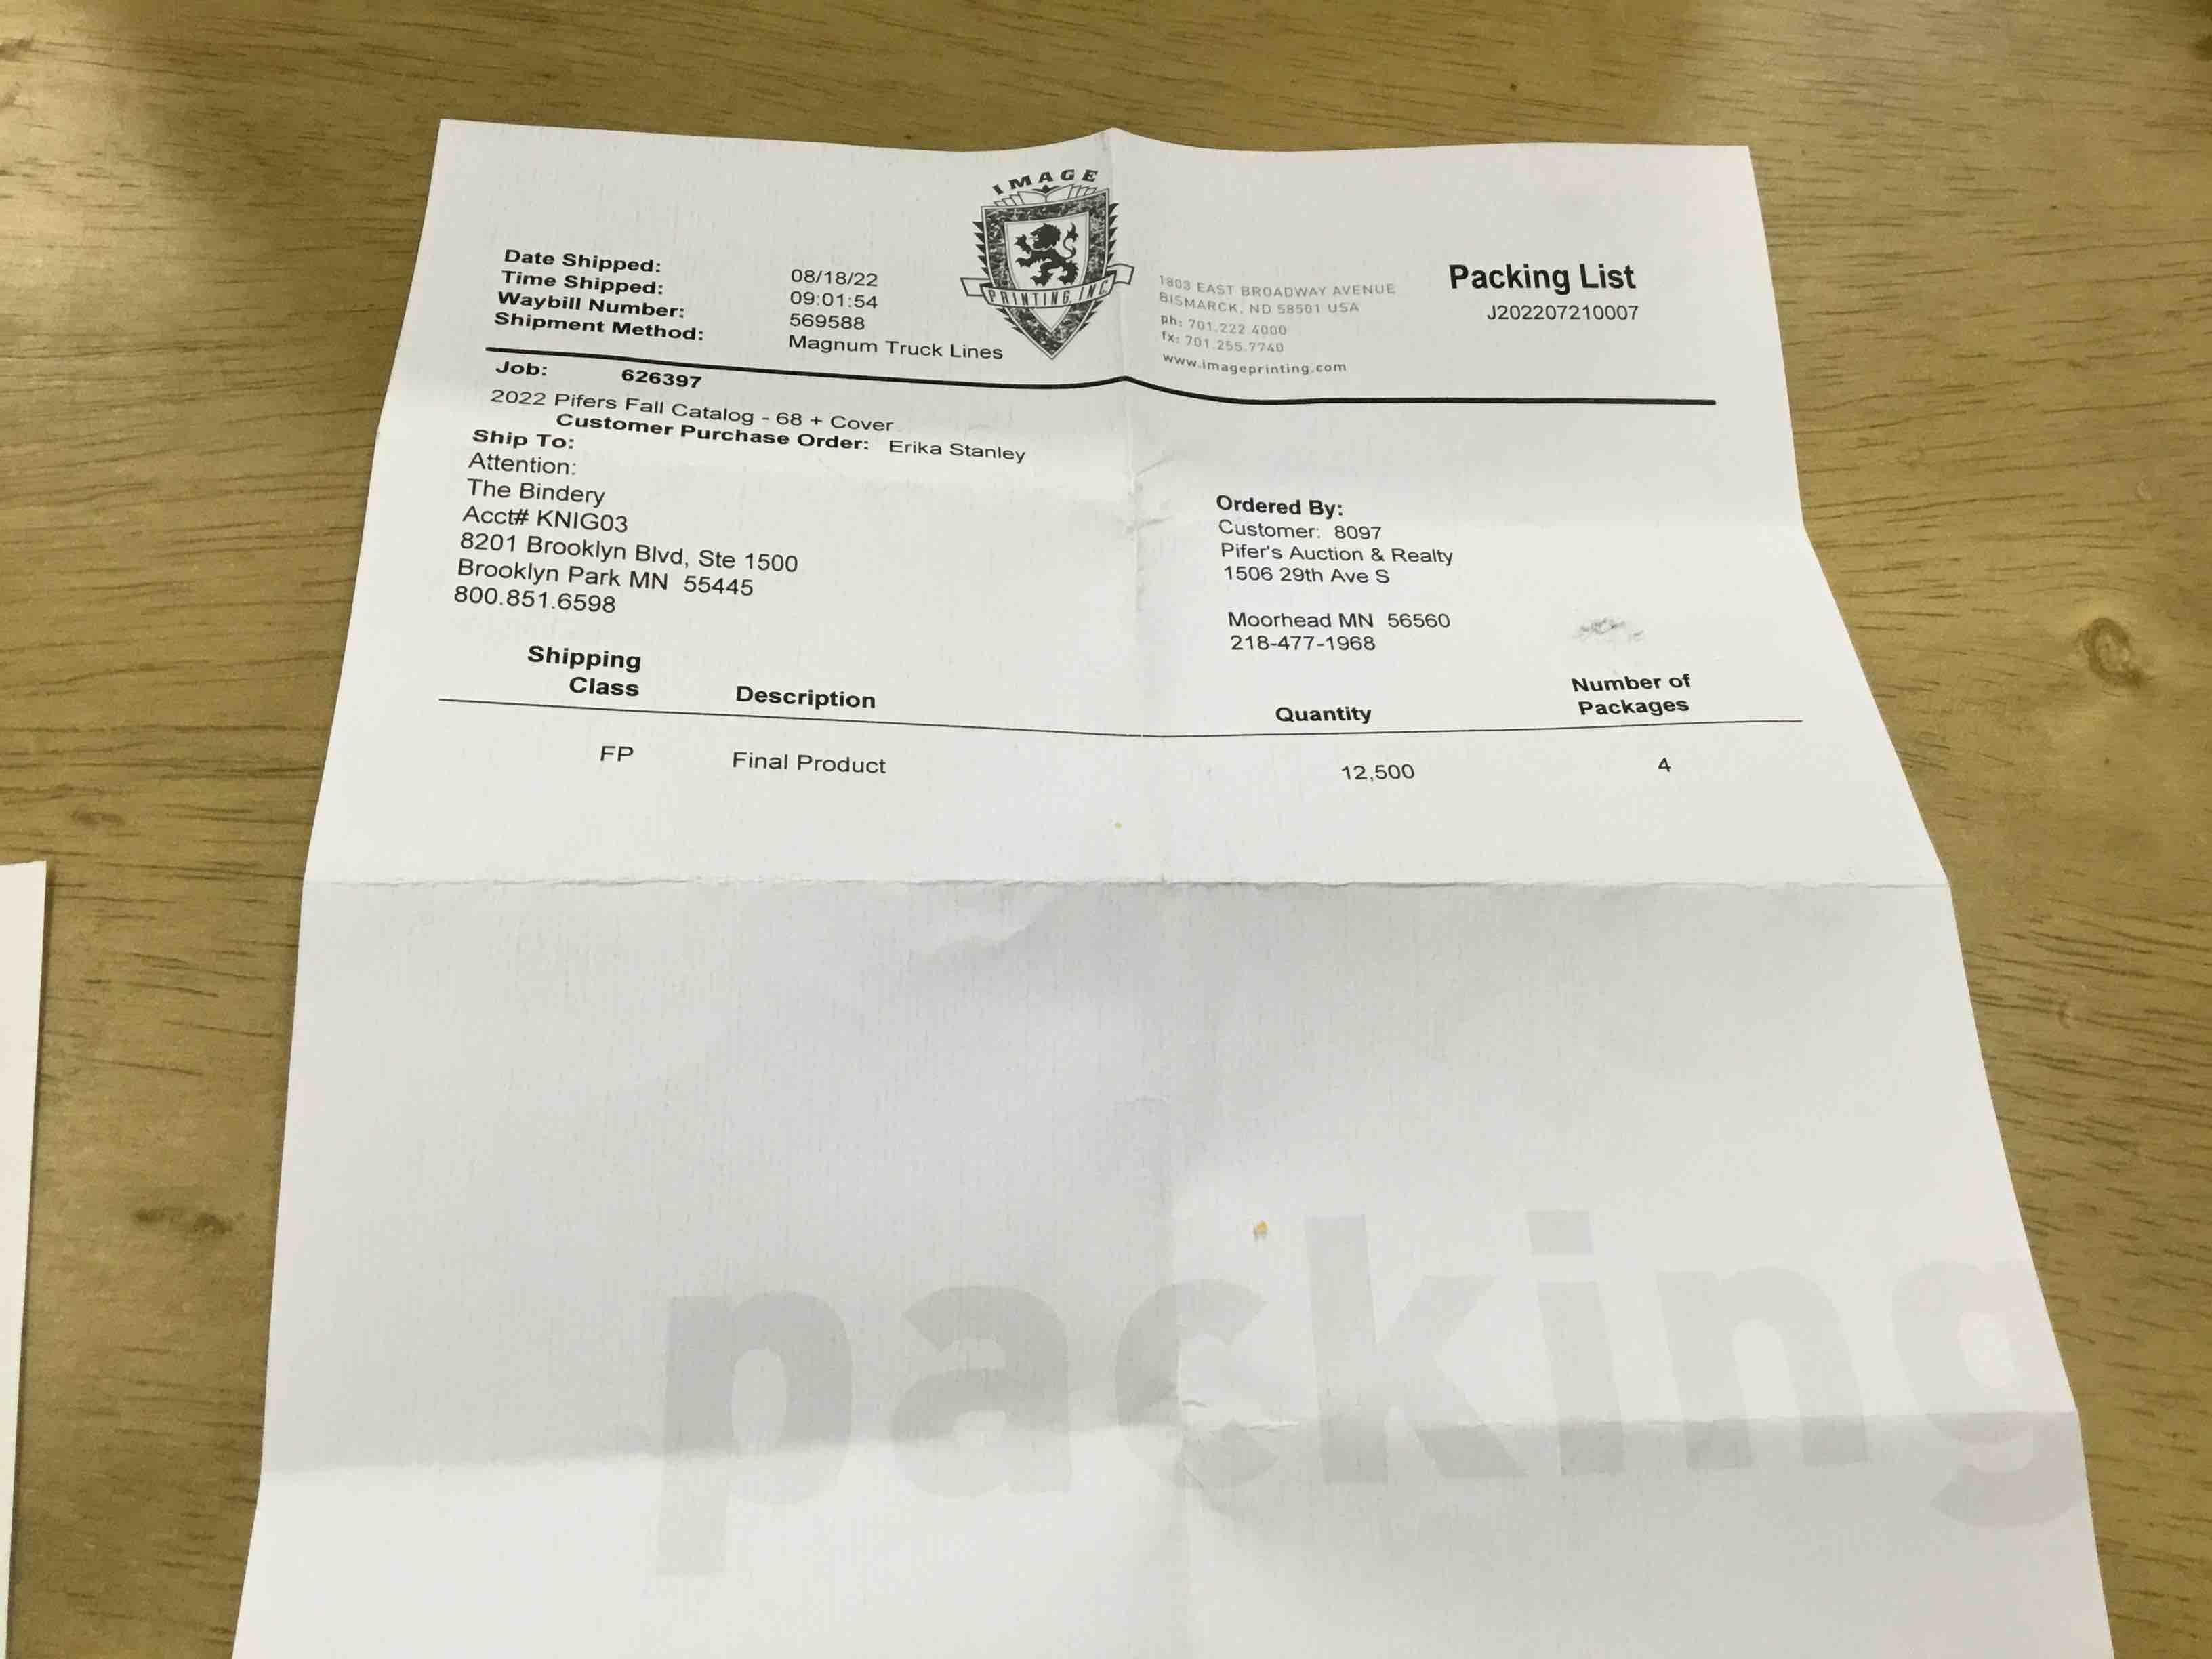 IMAGE
PRINTING, INC
Date Shipped: 08/18/22
Time Shipped: 09:01:54
Waybill Number: 569588
Shipment Method: Magnum Truck Lines
1803 EAST BROADWAY AVENUE
BISMARCK, ND 58501 USA
ph: 701.222.4000
fx: 701.255.7740
www.imageprinting.com
Packing List
J202207210007
Job: 626397
2022 Pifers Fall Catalog - 68 + Cover
Customer Purchase Order: Erika Stanley
Ship To:
Attention:
The Bindery
Acct# KNIG03
8201 Brooklyn Blvd, Ste 1500
Brooklyn Park MN 55445
800.851.6598
Ordered By:
Customer: 8097
Pifer's Auction & Realty
1506 29th Ave S
Moorhead MN 56560
218-477-1968
Shipping Class Description Quantity Number of Packages
FP Final Product 12,500 4
packing